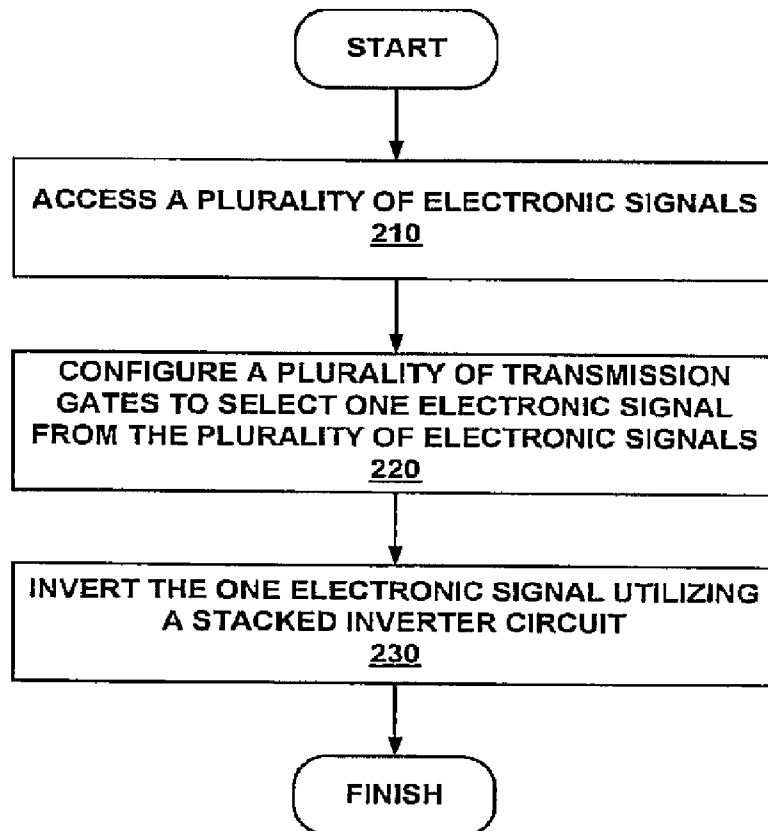 START
ACCESS A PLURALITY OF ELECTRONIC SIGNALS
210
CONFIGURE A PLURALITY OF TRANSMISSION
GATES TO SELECT ONE ELECTRONIC SIGNAL
FROM THE PLURALITY OF ELECTRONIC SIGNALS
220
INVERT THE ONE ELECTRONIC SIGNAL UTILIZING
A STACKED INVERTER CIRCUIT
230
FINISH